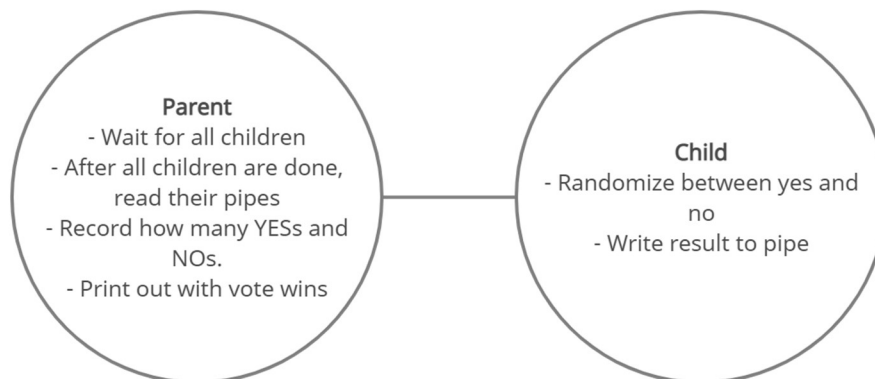 Parent
- Wait for all children
- After all children are done,
read their pipes
- Record how many YESs and
NOs.
- Print out with vote wins
Child
- Randomize between yes and
no
- Write result to pipe